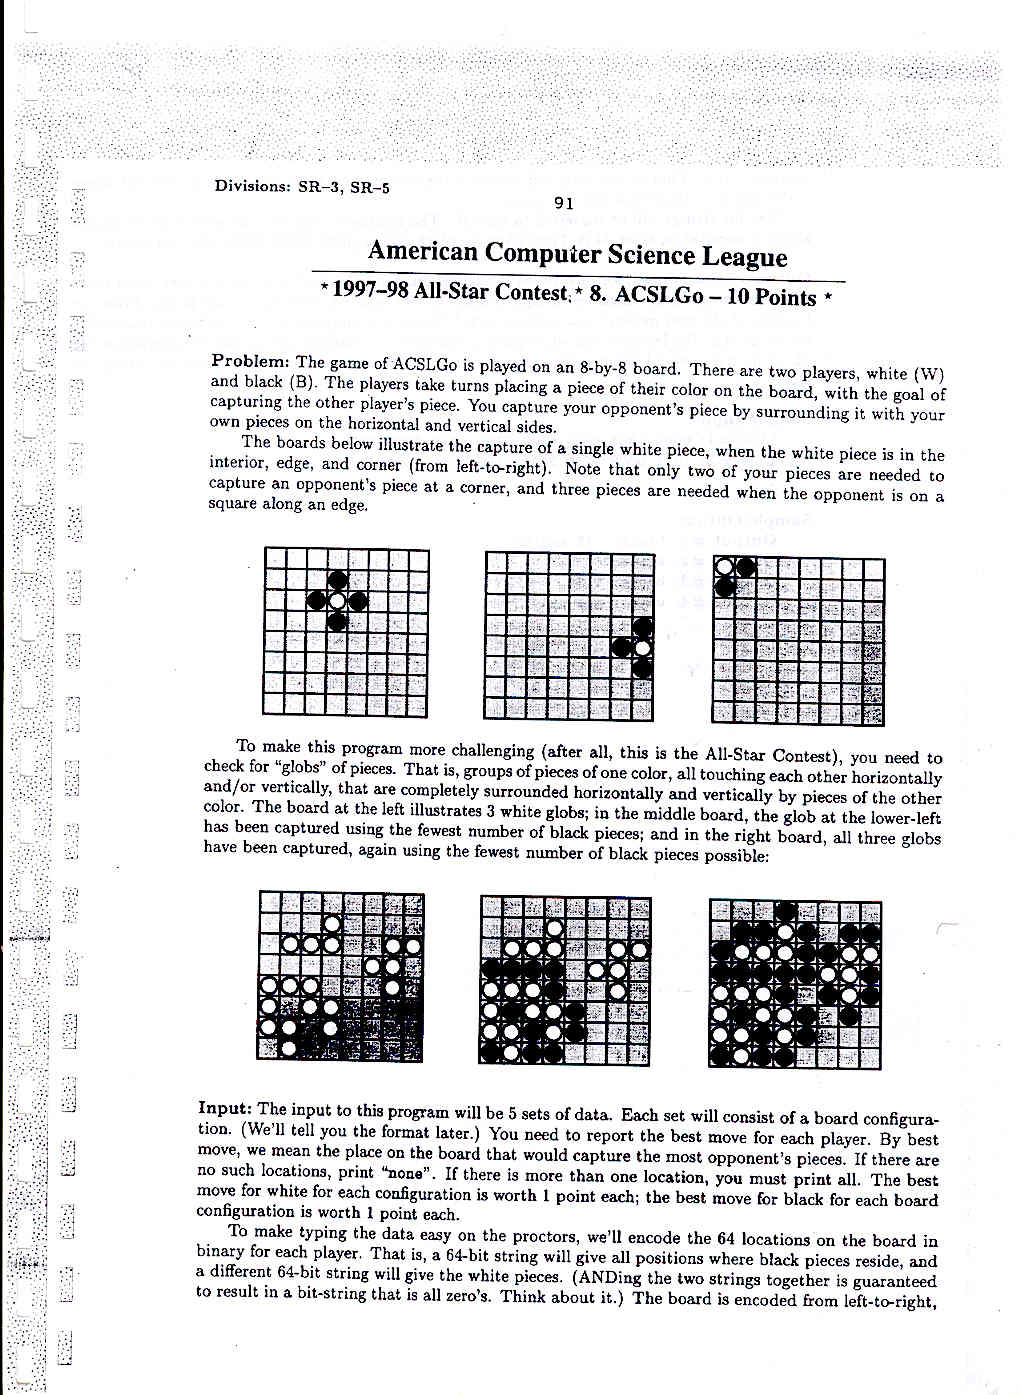 Divisions: SR–3, SR–5
91
American Computer Science League
* 1997–98 All-Star Contest * 8. ACSLGo – 10 Points *
Problem: The game of ACSLGo is played on an 8-by-8 board. There are two players, white (W)
and black (B). The players take turns placing a piece of their color on the board, with the goal of
capturing the other player's piece. You capture your opponent's piece by surrounding it with your
own pieces on the horizontal and vertical sides.
The boards below illustrate the capture of a single white piece, when the white piece is in the
interior, edge, and corner (from left-to-right). Note that only two of your pieces are needed to
capture an opponent's piece at a corner, and three pieces are needed when the opponent is on a
square along an edge.
To make this program more challenging (after all, this is the All-Star Contest), you need to
check for "globs" of pieces. That is, groups of pieces of one color, all touching each other horizontally
and/or vertically, that are completely surrounded horizontally and vertically by pieces of the other
color. The board at the left illustrates 3 white globs; in the middle board, the glob at the lower-left
has been captured using the fewest number of black pieces; and in the right board, all three globs
have been captured, again using the fewest number of black pieces possible:
Input: The input to this program will be 5 sets of data. Each set will consist of a board configura-
tion. (We'll tell you the format later.) You need to report the best move for each player. By best
move, we mean the place on the board that would capture the most opponent's pieces. If there are
no such locations, print "none". If there is more than one location, you must print all. The best
move for white for each configuration is worth 1 point each; the best move for black for each board
configuration is worth 1 point each.
To make typing the data easy on the proctors, we'll encode the 64 locations on the board in
binary for each player. That is, a 64-bit string will give all positions where black pieces reside, and
a different 64-bit string will give the white pieces. (ANDing the two strings together is guaranteed
to result in a bit-string that is all zero's. Think about it.) The board is encoded from left-to-right,